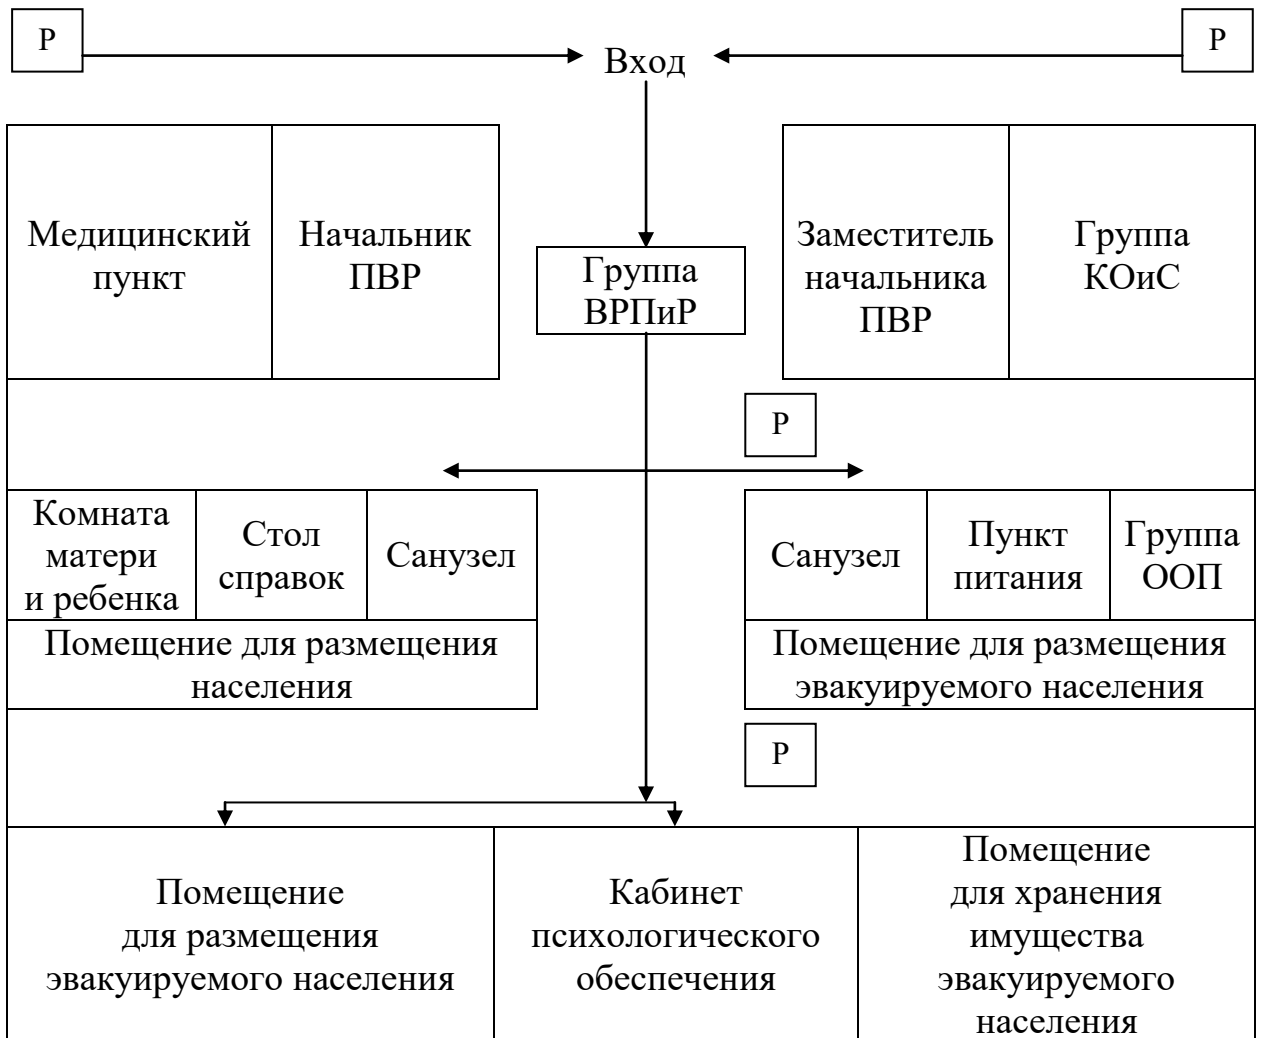 Р
Р
Вход
Медицинский
пункт
Начальник
ПВР
Группа
ВРПиР
Заместитель
начальника
ПВР
Группа
КОиС
Р
Комната
матери
и ребенка
Стол
справок
Санузел
Санузел
Пункт
питания
Группа
ООП
Помещение для размещения
населения
Помещение для размещения
эвакуируемого населения
Р
Помещение
для размещения
эвакуируемого населения
Кабинет
психологического
обеспечения
Помещение
для хранения
имущества
эвакуируемого
населения